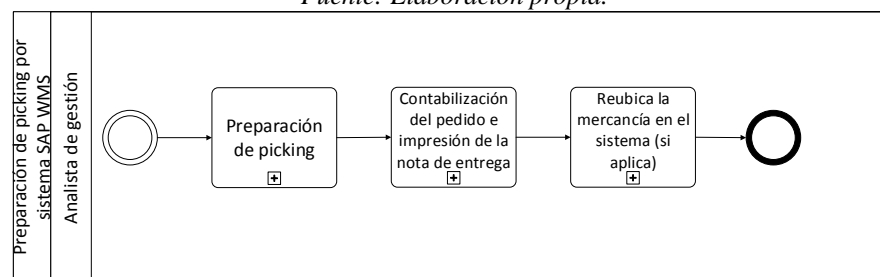 Fuente: Elaboración propia.
Preparación de picking por
sistema SAP WMS
Analista de gestión
Preparación
de picking
Contabilización
del pedido e
impresión de la
nota de entrega
Reubica la
mercancía en el
sistema (si
aplica)